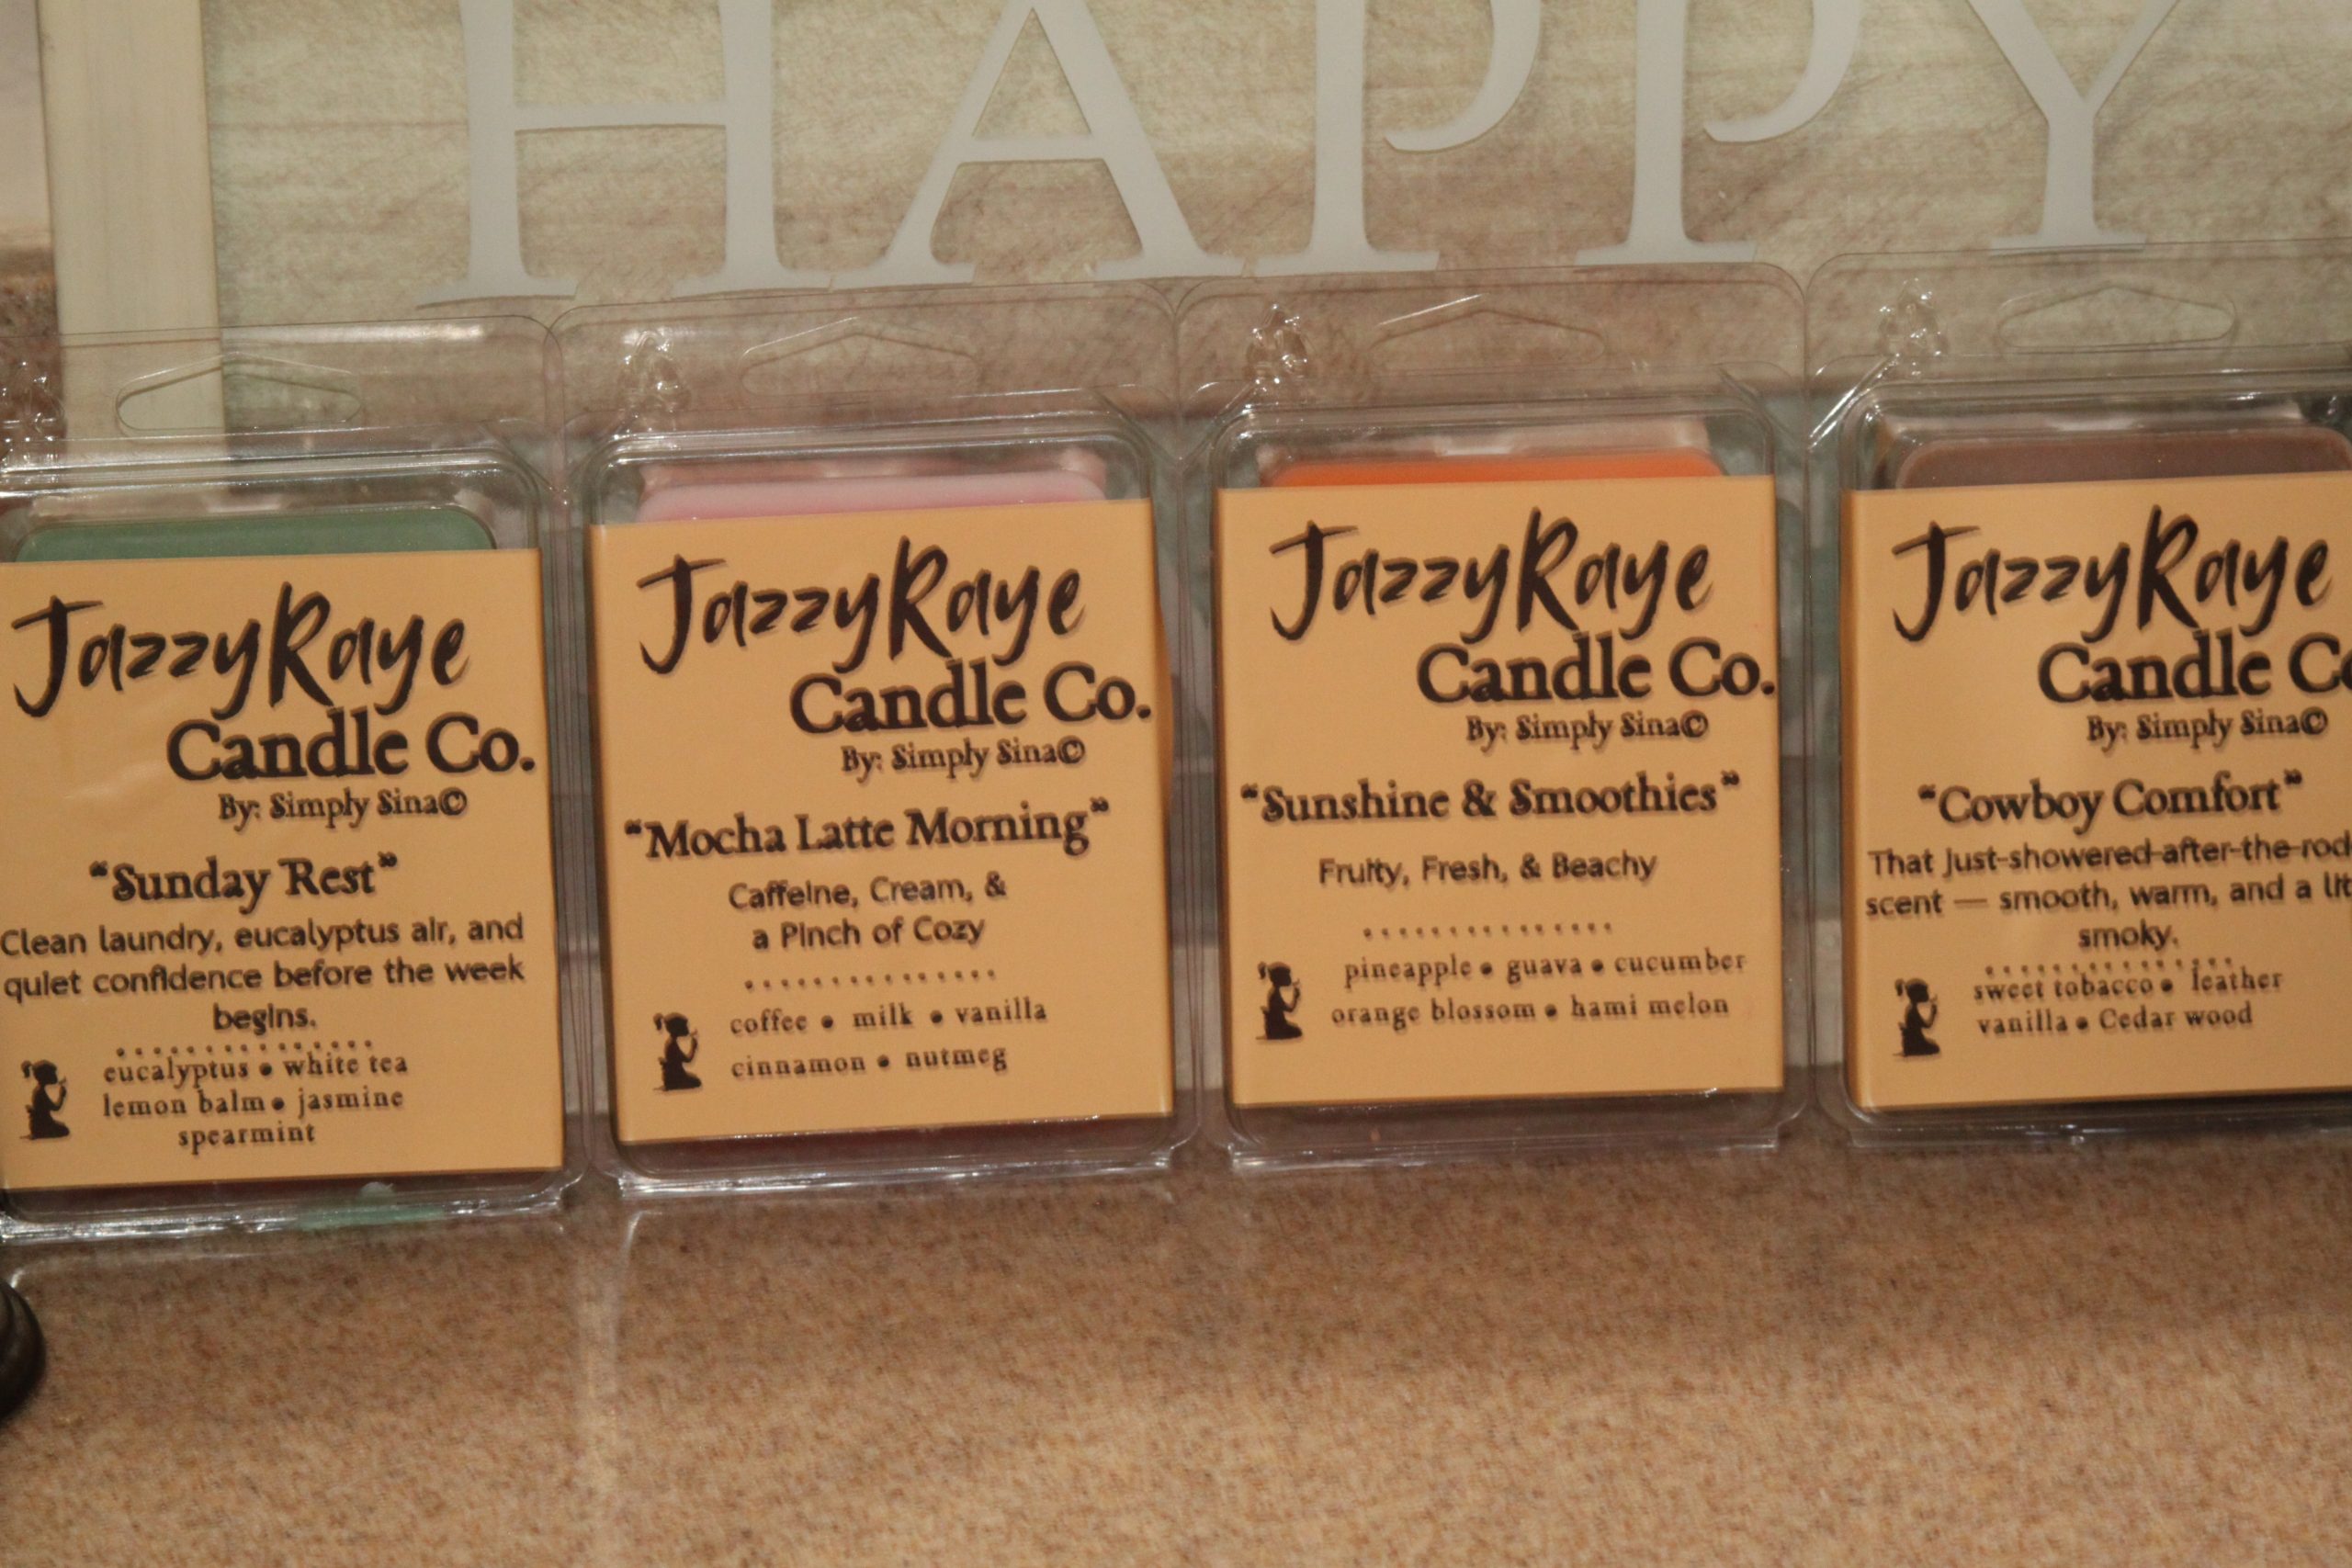 HAPPY
JazzyRaye
Candle Co.
By: Simply Sina©
“Sunday Rest”
Clean laundry, eucalyptus air, and
quiet confidence before the week
begins.
eucalyptus • white tea
lemon balm • jasmine
spearmint
JazzyRaye
Candle Co.
By: Simply Sina©
“Mocha Latte Morning”
Caffeine, Cream, &
a Pinch of Cozy
coffee • milk • vanilla
cinnamon • nutmeg
JazzyRaye
Candle Co.
By: Simply Sina©
“Sunshine & Smoothies”
Fruity, Fresh, & Beachy
pineapple • guava • cucumber
orange blossom • hami melon
JazzyRaye
Candle
By: Simply Sina©
“Cowboy Comfort”
That just-showered-after-the-
scent — smooth, warm, and a
smoky.
sweet tobacco • leather
vanilla • Cedar wood